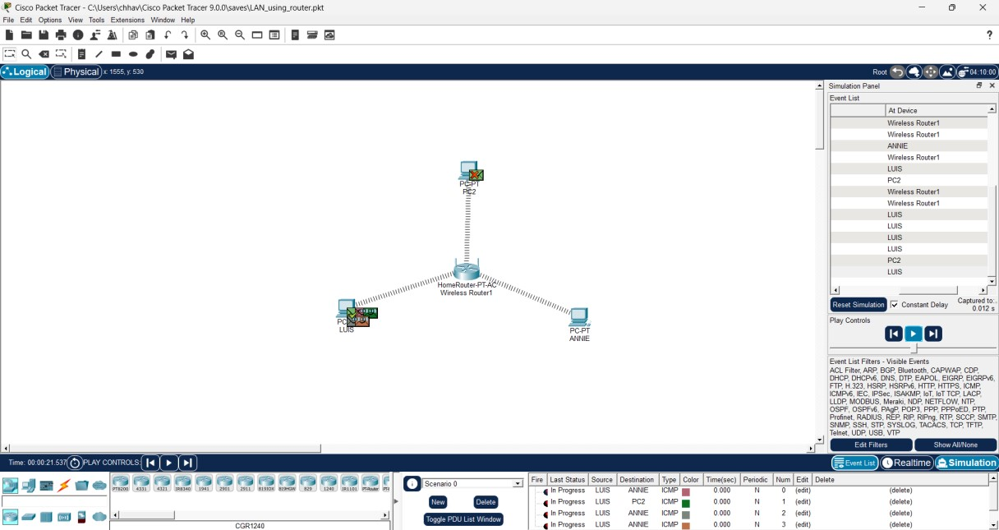 Cisco Packet Tracer - C:\Users\chhav\Cisco Packet Tracer 9.0.0\saves\LAN_using_router.pkt
File Edit Options View Tools Extensions Window Help
?
Logical Physical x: 1555, y: 530 Root 04:10:00
Simulation Panel
Event List
At Device
Wireless Router1
Wireless Router1
ANNIE
Wireless Router1
LUIS
PC2
Wireless Router1
Wireless Router1
LUIS
LUIS
LUIS
LUIS
PC2
LUIS
Reset Simulation Constant Delay Captured to:
0.012 s
Play Controls
Event List Filters - Visible Events
ACL Filter, ARP, BGP, Bluetooth, CAPWAP, CDP,
DHCP, DHCPv6, DNS, DTP, EAPOL, EIGRP, EIGRPv6,
FTP, H.323, HSRP, HSRPv6, HTTP, HTTPS, ICMP,
ICMPv6, IEC, IPSec, ISAKMP, IoT, IoT TCP, LACP,
LLDP, MODBUS, Meraki, NDP, NETFLOW, NTP,
OSPF, OSPFv6, PAgP, POP3, PPP, PPPoED, PTP,
Profinet, RADIUS, REP, RIP, RIPng, RTP, SCCP, SMTP,
SNMP, SSH, STP, SYSLOG, TACACS, TCP, TFTP,
Telnet, UDP, USB, VTP
Edit Filters Show All/None
PC-PT
PC2
HomeRouter-PT-AC
Wireless Router1
PC
LUIS
PC-PT
ANNIE
Time: 00:00:21.537 PLAY CONTROLS: Event List Realtime Simulation
PT8200 4331 4321 IR8340 1941 2901 2911 819IOX 819HGW 829 1240 IR1101 PT-Router
CGR1240
Scenario 0
New Delete
Toggle PDU List Window
Fire Last Status Source Destination Type Color Time(sec) Periodic Num Edit Delete
In Progress LUIS ANNIE ICMP 0.000 N 0 (edit) (delete)
In Progress LUIS PC2 ICMP 0.000 N 1 (edit) (delete)
In Progress LUIS ANNIE ICMP 0.000 N 2 (edit) (delete)
In Progress LUIS ANNIE ICMP 0.000 N 3 (edit) (delete)